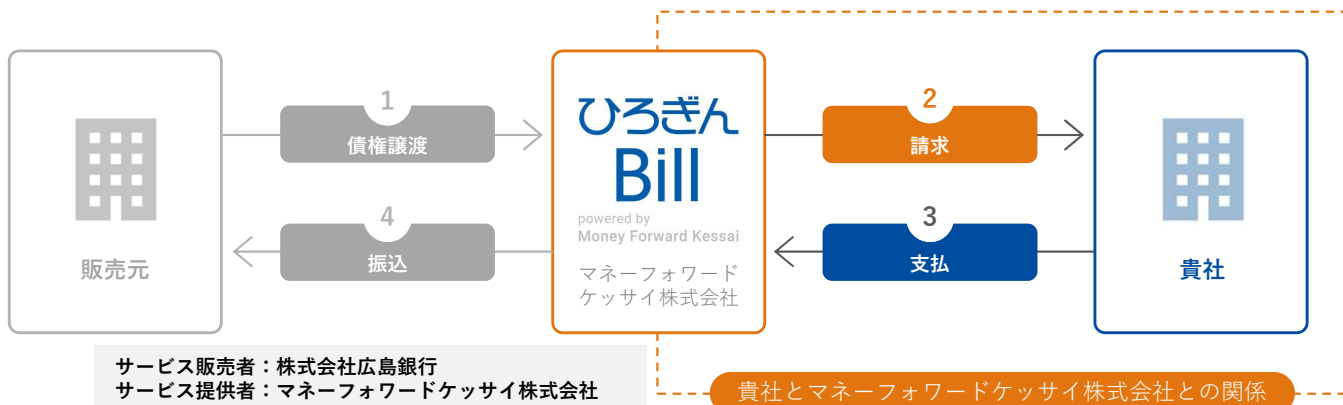 1
債権譲渡
4
振込
販売元
ひろぎん
Bill
powered by
Money Forward Kessai
マネーフォワード
ケッサイ株式会社
2
請求
3
支払
貴社
サービス販売者：株式会社広島銀行
サービス提供者：マネーフォワードケッサイ株式会社
貴社とマネーフォワードケッサイ株式会社との関係